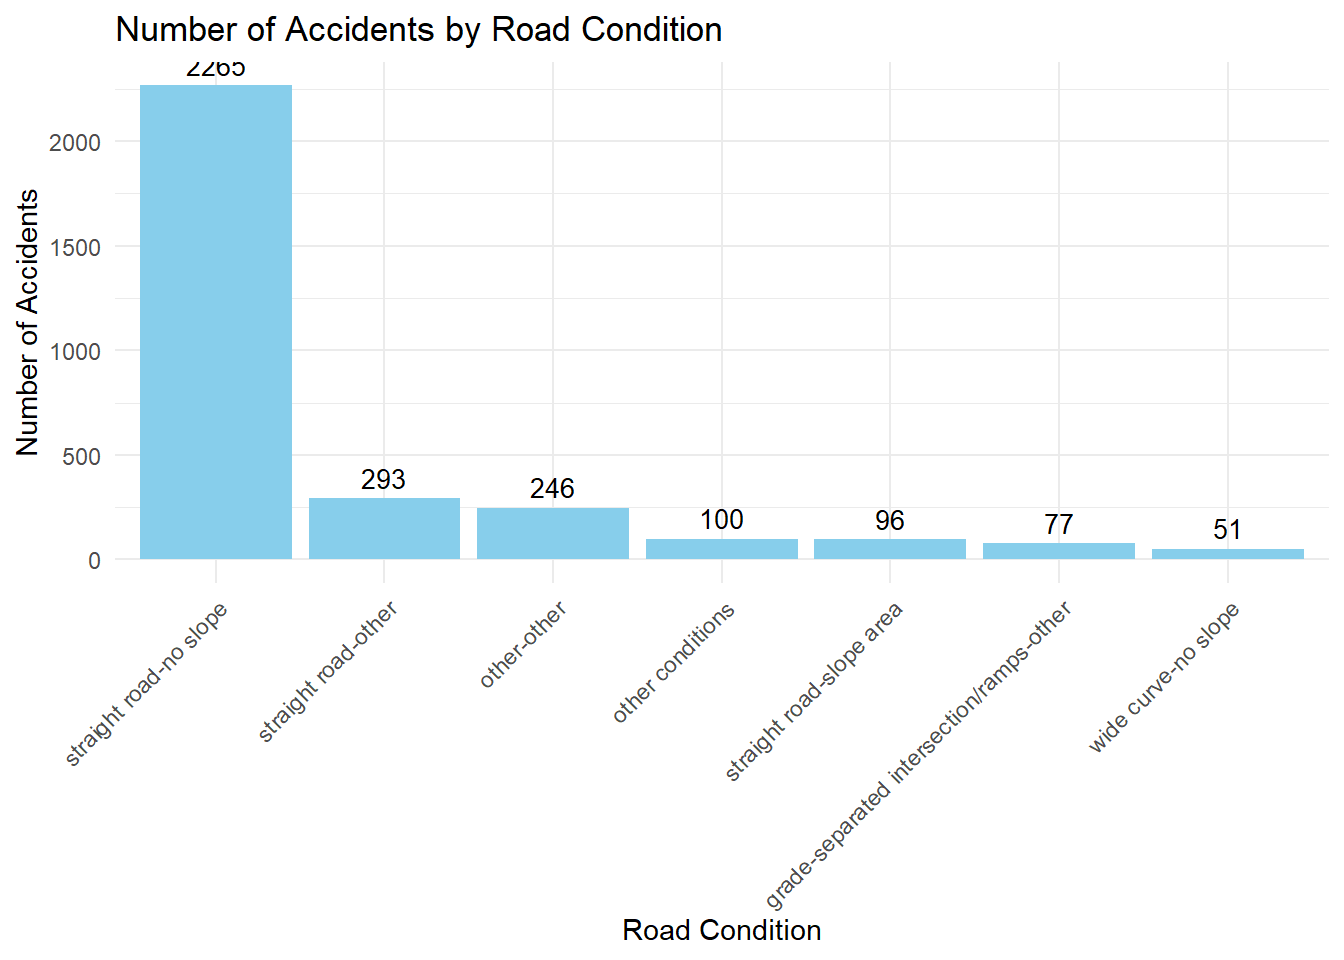 Number of Accidents by Road Condition
2265
2000
1500
1000
500
0
Number of Accidents
293
246
100
96
77
51
straight road-no slope
straight road-other
other-other
other conditions
straight road-slope area
grade-separated intersection/ramps-other
wide curve-no slope
Road Condition